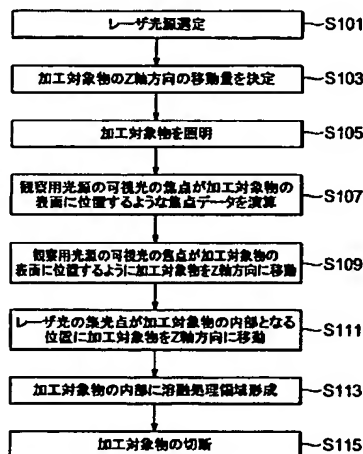 レーザ光源選定
S101
加工対象物のZ軸方向の移動量を決定
S103
加工対象物を照明
S105
観察用光源の可視光の焦点が加工対象物の
表面に位置するような焦点データを演算
S107
観察用光源の可視光の焦点が加工対象物の
表面に位置するように加工対象物をZ軸方向に移動
S109
レーザ光の集光点が加工対象物の内部となる
位置に加工対象物をZ軸方向に移動
S111
加工対象物の内部に溶融処理領域形成
S113
加工対象物の切断
S115